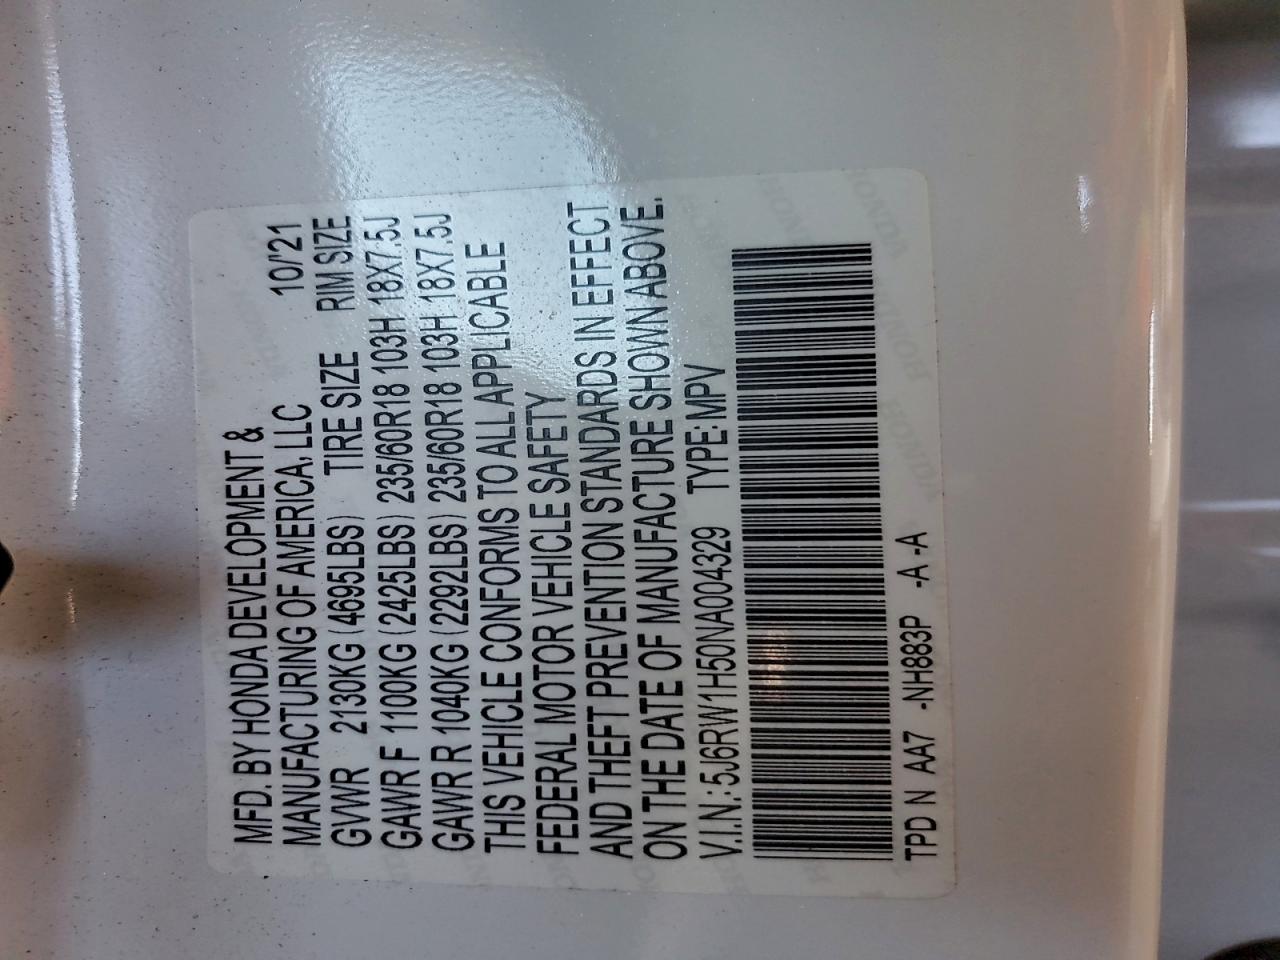 MFD. BY HONDA DEVELOPMENT &
MANUFACTURING OF AMERICA, LLC 10/'21
GVWR 2130KG (4695LBS) TIRE SIZE RIM SIZE
GAWR F 1100KG (2425LBS) 235/60R18 103H 18X7.5J
GAWR R 1040KG (2292LBS) 235/60R18 103H 18X7.5J
THIS VEHICLE CONFORMS TO ALL APPLICABLE
FEDERAL MOTOR VEHICLE SAFETY
AND THEFT PREVENTION STANDARDS IN EFFECT
ON THE DATE OF MANUFACTURE SHOWN ABOVE.
V.I.N.: 5J6RW1H50NA004329 TYPE: MPV
TPD N AA7 -NH883P -A -A